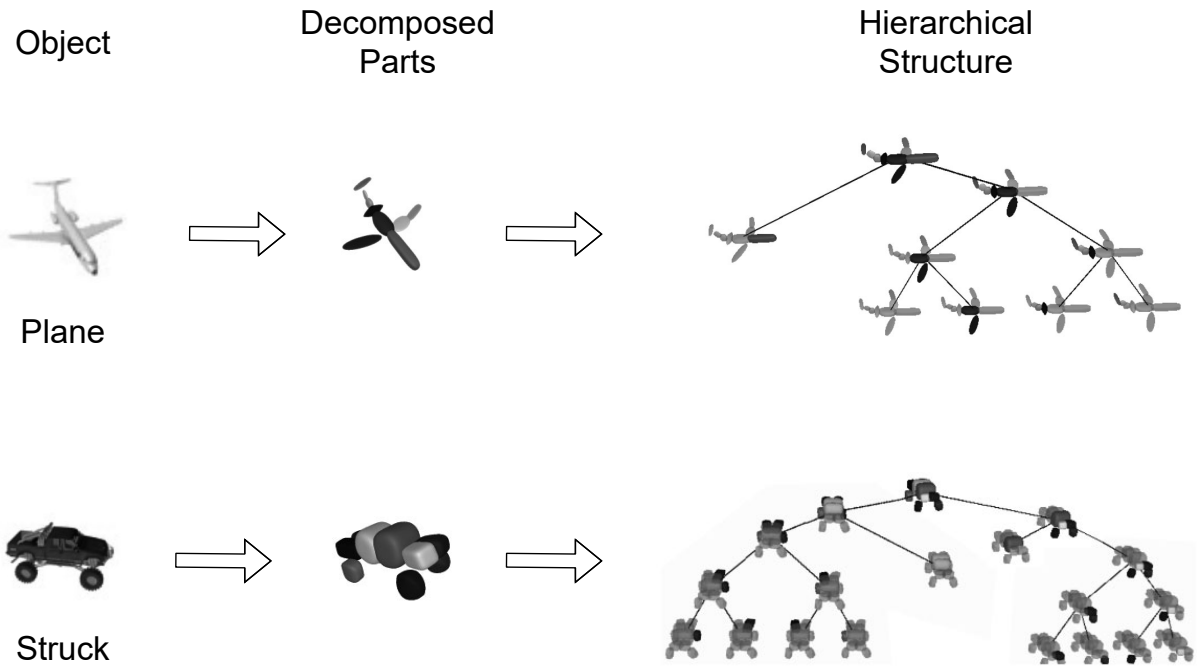 Object
Decomposed
Parts
Hierarchical
Structure
Plane
Struck